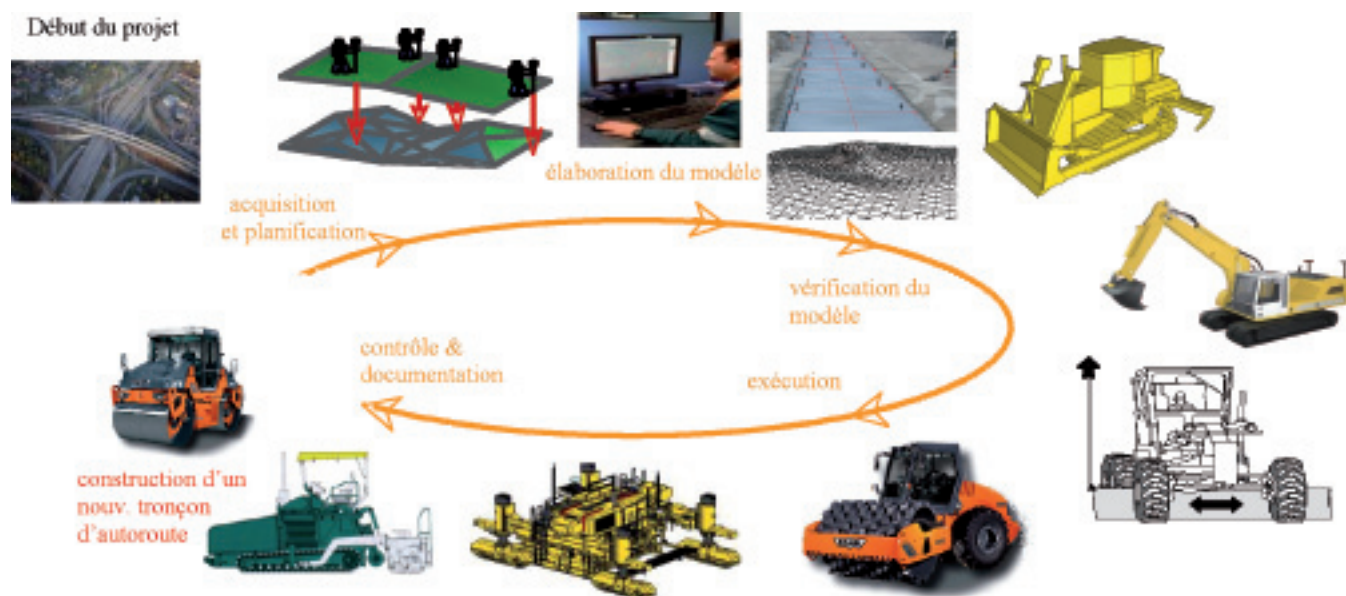 Début du projet
élaboration du modèle
acquisition
et planification
vérification du
modèle
contrôle &
documentation
exécution
construction d'un
nouv. tronçon
d'autoroute